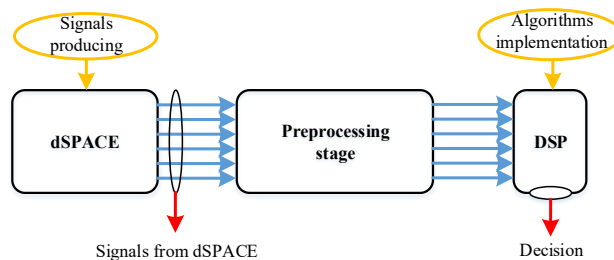 Signals
producing
Algorithms
implementation
dSPACE
Preprocessing
stage
DSP
Signals from dSPACE
Decision